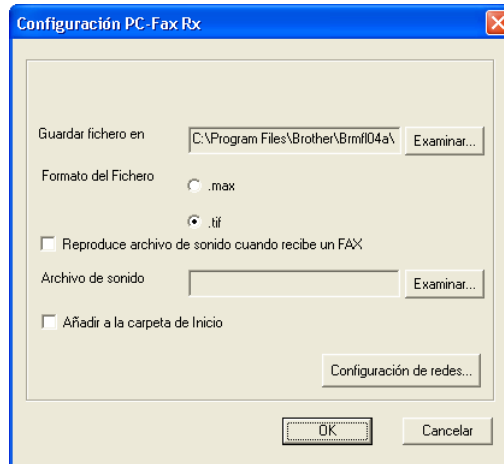 Configuración PC-Fax Rx
Guardar fichero en C:\Program Files\Brother\Brmfl04a\ Examinar...
Formato del Fichero .max
.tif
Reproduce archivo de sonido cuando recibe un FAX
Archivo de sonido Examinar...
Añadir a la carpeta de Inicio
Configuración de redes...
OK Cancelar